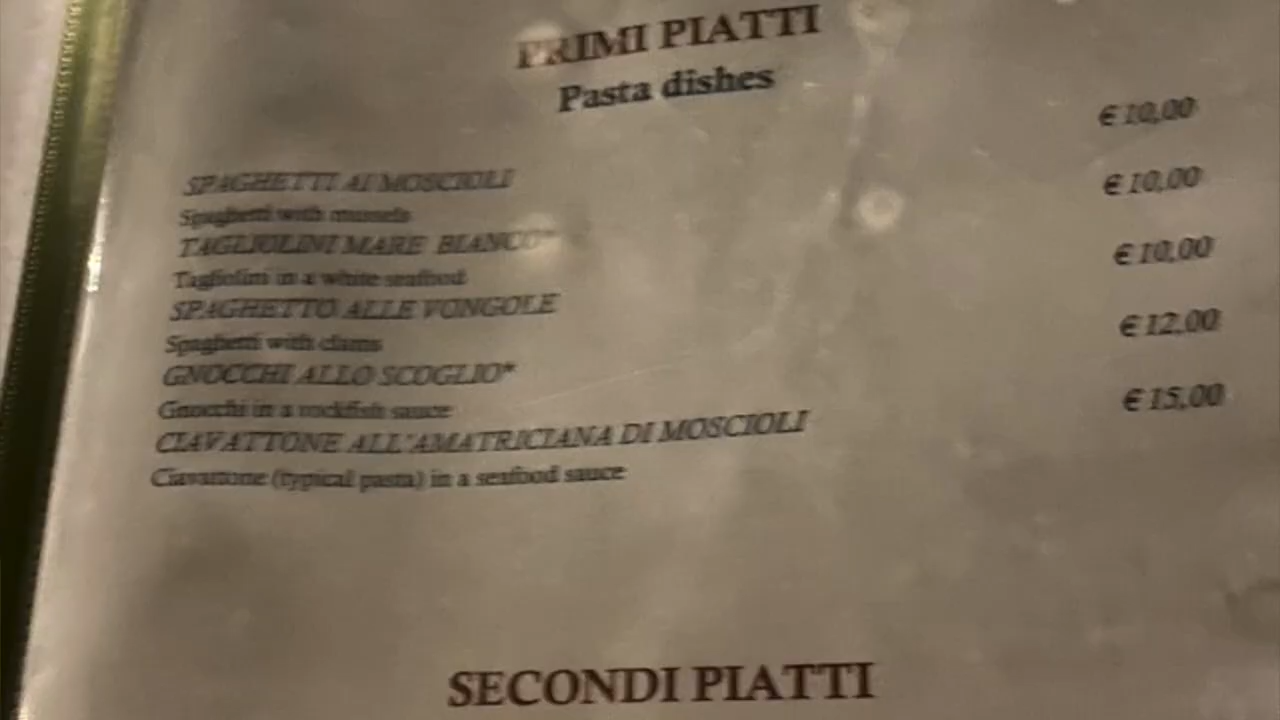 PRIMI PIATTI
Pasta dishes
SPAGHETTI AI MOSCIOLI € 10,00
Spaghetti with mussels
TAGLIOLINI MARE BIANCO* € 10,00
Tagliolini in a white seafood
SPAGHETTO ALLE VONGOLE € 10,00
Spaghetti with clams
GNOCCHI ALLO SCOGLIO* € 12,00
Gnocchi in a rockfish sauce
CIAVATTONE ALL'AMATRICIANA DI MOSCIOLI € 15,00
Ciavattone (typical pasta) in a seafood sauce
SECONDI PIATTI